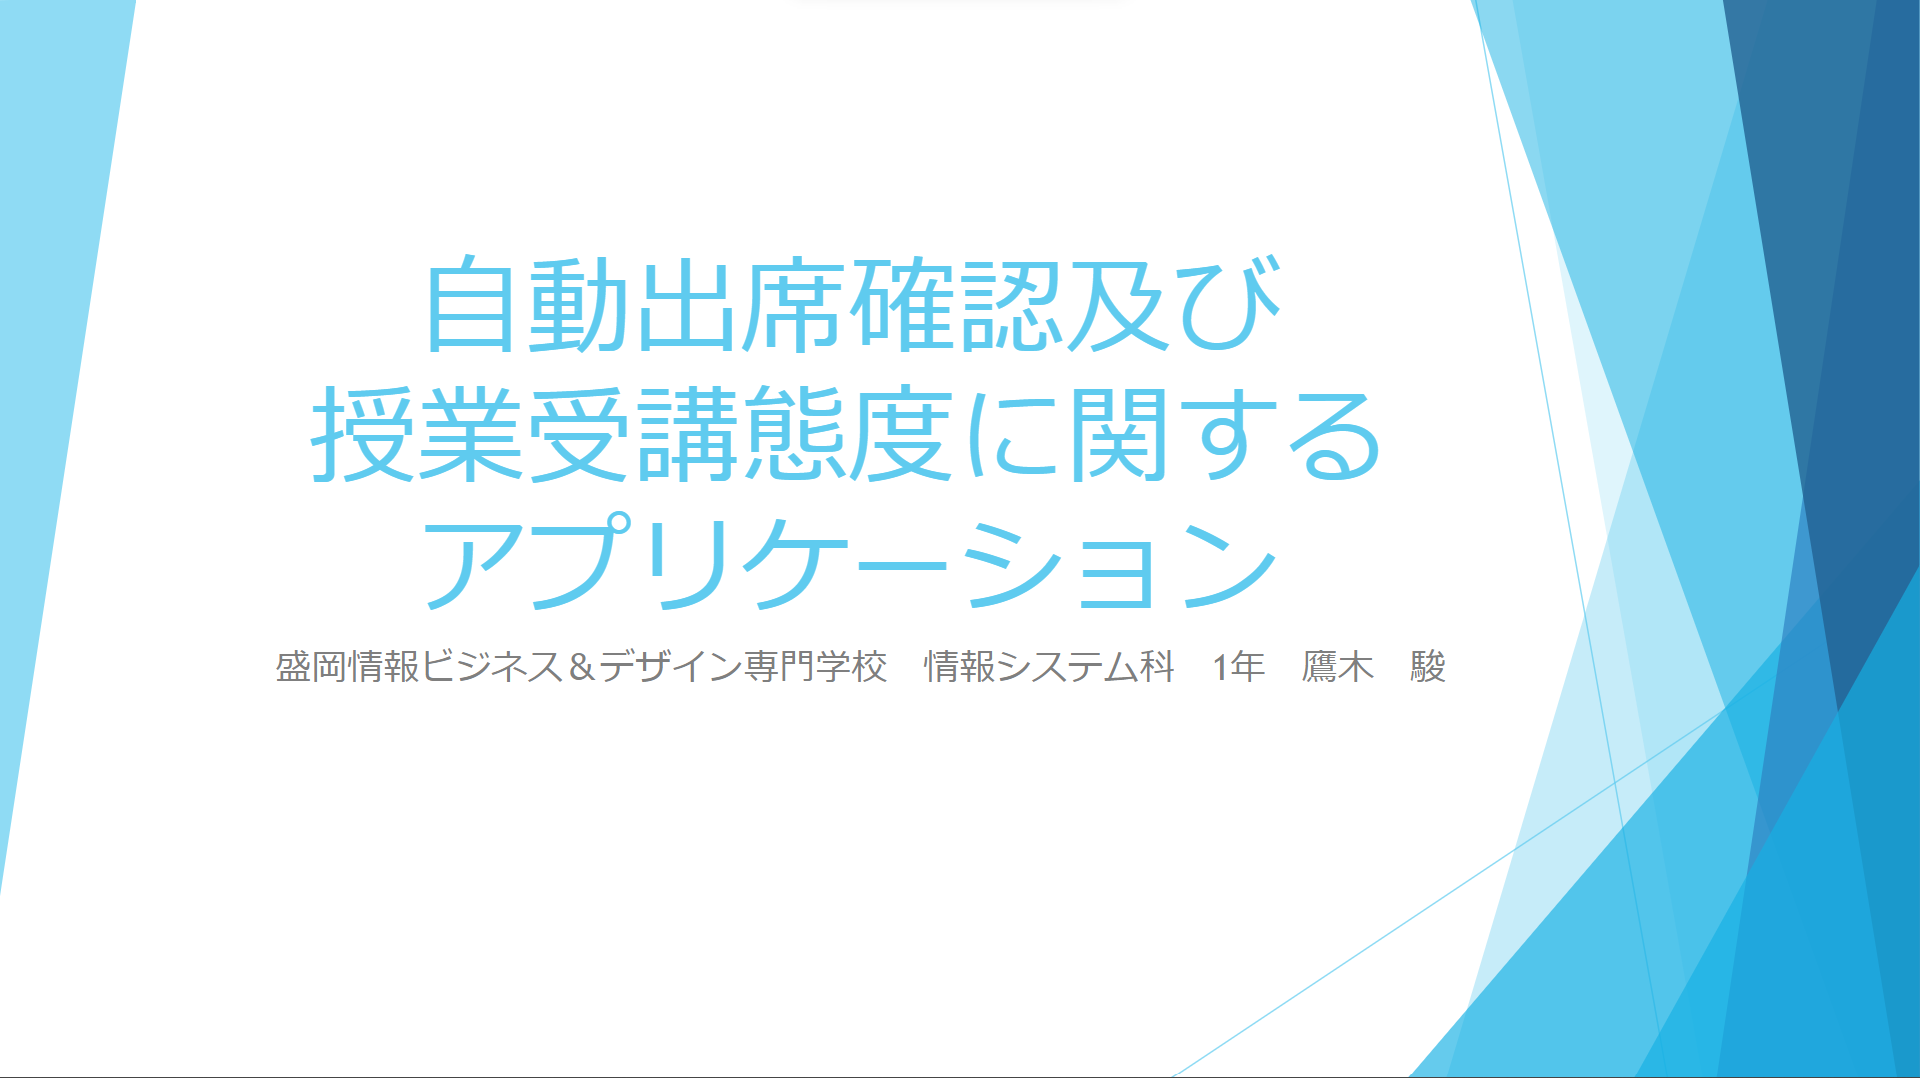 自動出席確認及び
授業受講態度に関する
アプリケーション
盛岡情報ビジネス＆デザイン専門学校　情報システム科　1年　鷹木　駿